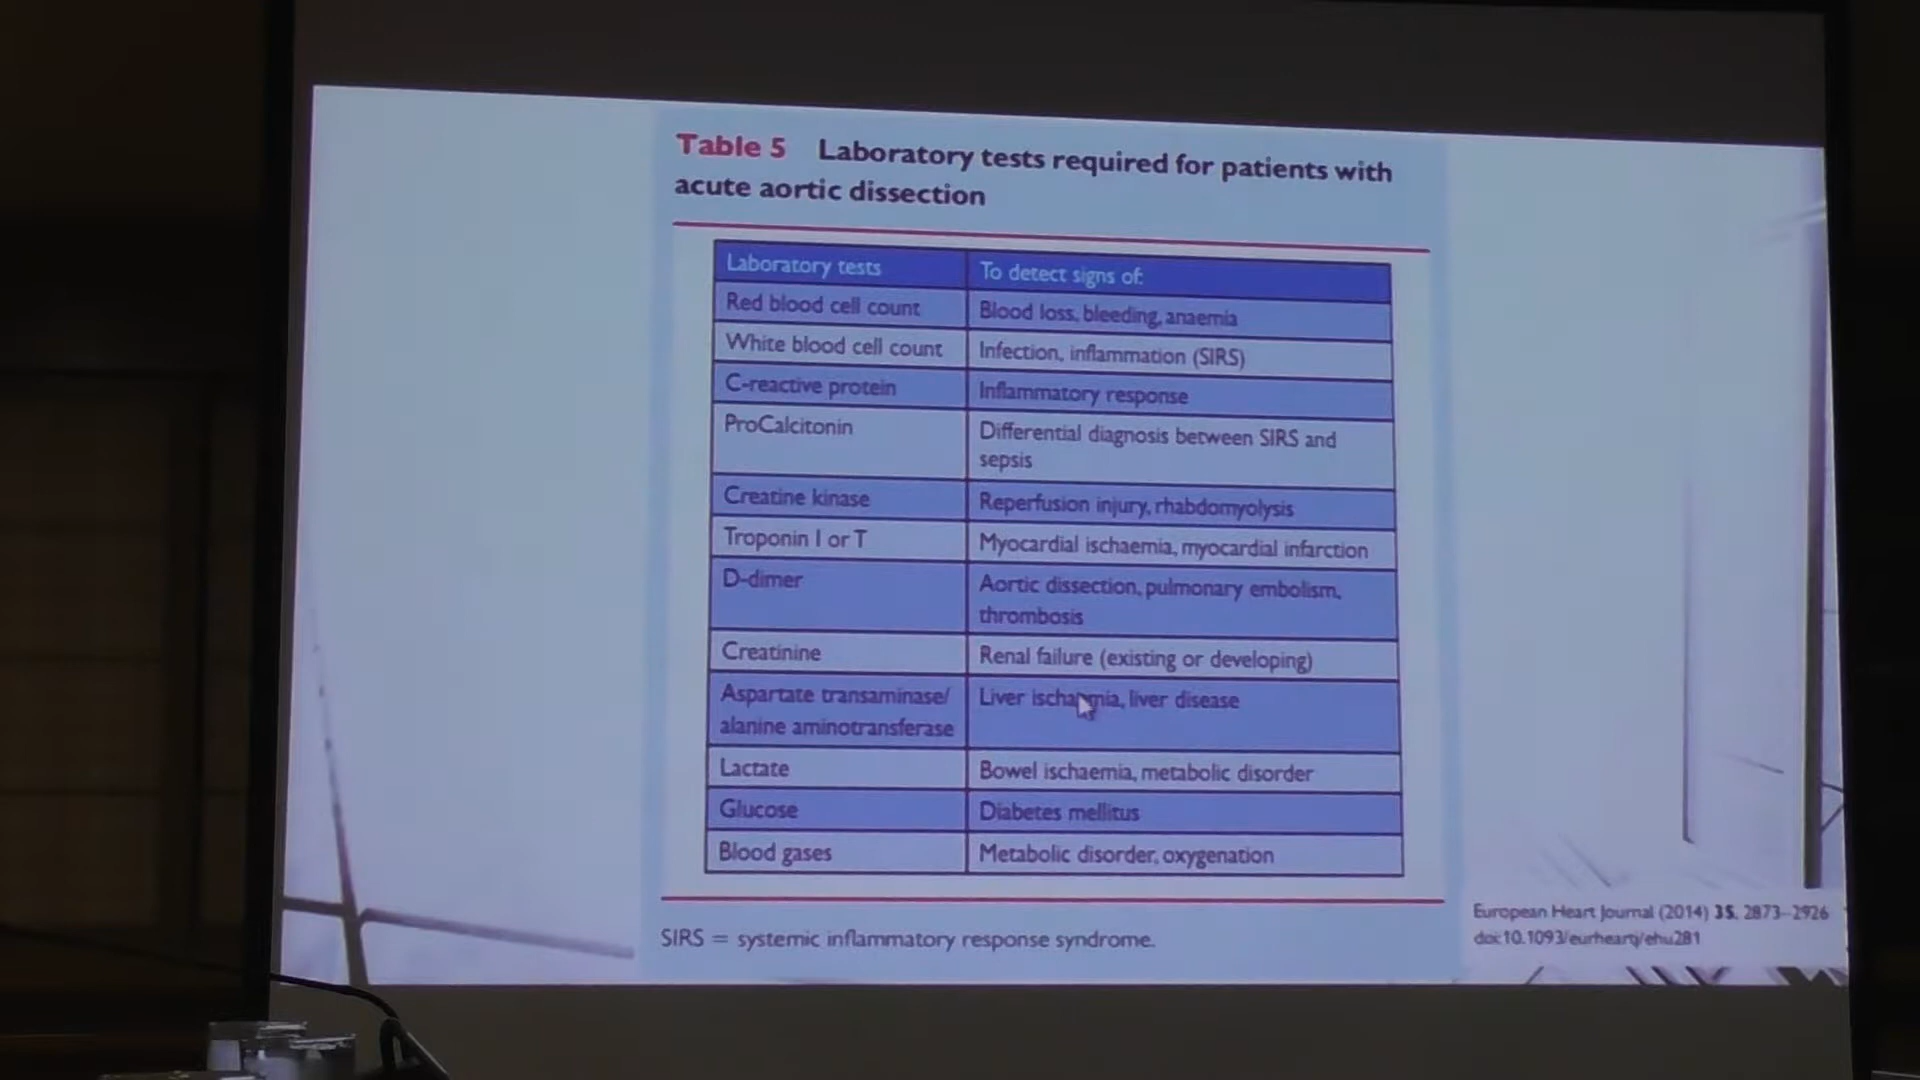 Table 5 Laboratory tests required for patients with
acute aortic dissection
Laboratory tests To detect signs of:
Red blood cell count Blood loss, bleeding, anaemia
White blood cell count Infection, inflammation (SIRS)
C-reactive protein Inflammatory response
ProCalcitonin Differential diagnosis between SIRS and
sepsis
Creatine kinase Reperfusion injury, rhabdomyolysis
Troponin I or T Myocardial ischaemia, myocardial infarction
D-dimer Aortic dissection, pulmonary embolism,
thrombosis
Creatinine Renal failure (existing or developing)
Aspartate transaminase/ Liver ischaemia, liver disease
alanine aminotransferase
Lactate Bowel ischaemia, metabolic disorder
Glucose Diabetes mellitus
Blood gases Metabolic disorder, oxygenation
SIRS = systemic inflammatory response syndrome.
European Heart Journal (2014) 35, 2873–2926
doi:10.1093/eurheartj/ehu281